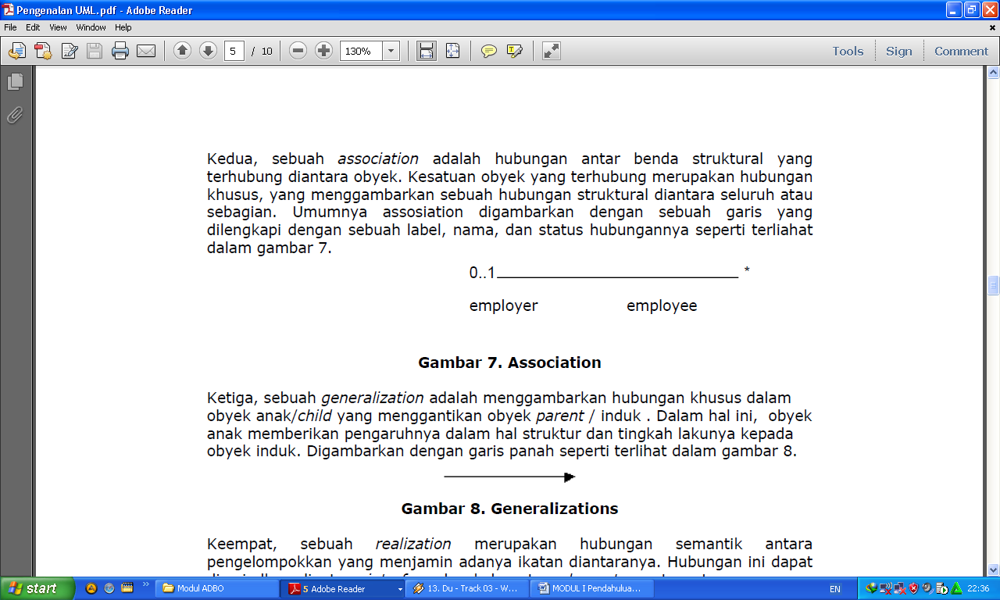 Pengenalan UML.pdf - Adobe Reader
File Edit View Window Help
5 / 10 130% Tools Sign Comment
Kedua, sebuah association adalah hubungan antar benda struktural yang
terhubung diantara obyek. Kesatuan obyek yang terhubung merupakan hubungan
khusus, yang menggambarkan sebuah hubungan struktural diantara seluruh atau
sebagian. Umumnya assosiation digambarkan dengan sebuah garis yang
dilengkapi dengan sebuah label, nama, dan status hubungannya seperti terliahat
dalam gambar 7.
0..1 *
employer employee
Gambar 7. Association
Ketiga, sebuah generalization adalah menggambarkan hubungan khusus dalam
obyek anak/child yang menggantikan obyek parent / induk . Dalam hal ini, obyek
anak memberikan pengaruhnya dalam hal struktur dan tingkah lakunya kepada
obyek induk. Digambarkan dengan garis panah seperti terlihat dalam gambar 8.
Gambar 8. Generalizations
Keempat, sebuah realization merupakan hubungan semantik antara
pengelompokkan yang menjamin adanya ikatan diantaranya. Hubungan ini dapat
start Modul ADBO 5 Adobe Reader 13. Du - Track 03 - W... MODUL I Pendahulua... EN 22:36